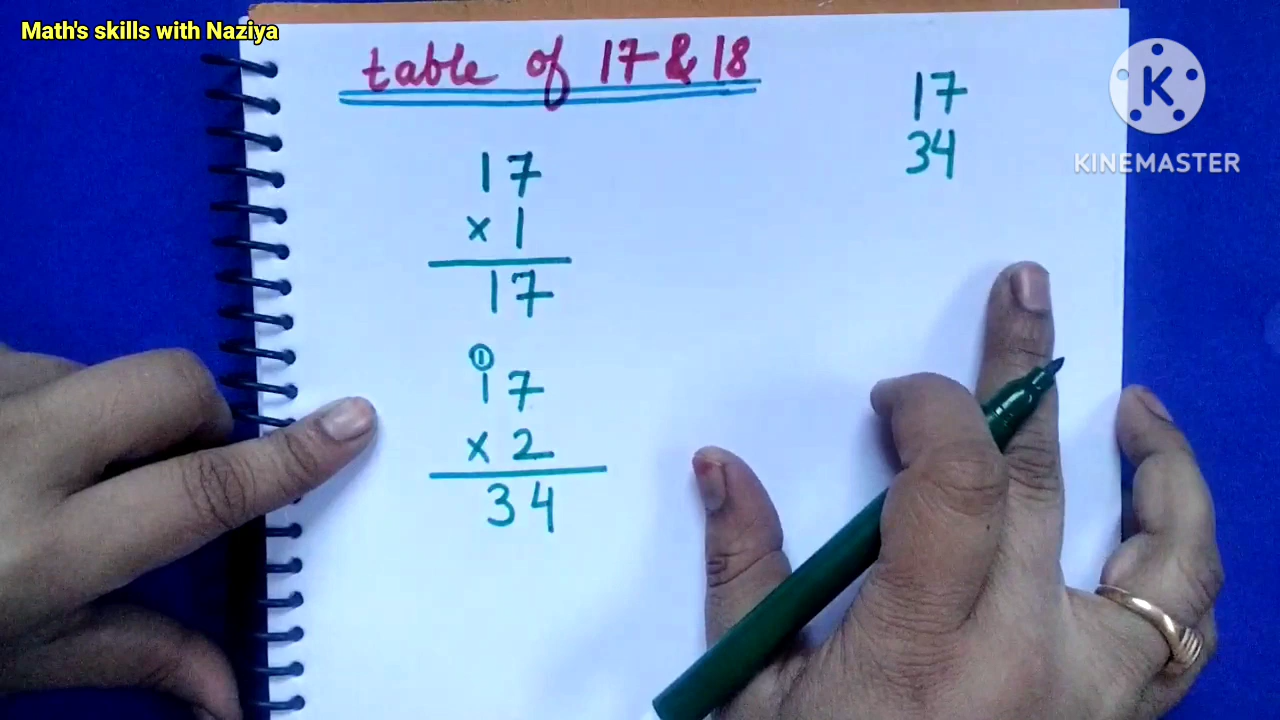 Math's skills with Naziya
table of 17 & 18
17
× 1
17
1
17
× 2
34
17
34
K
KINEMASTER